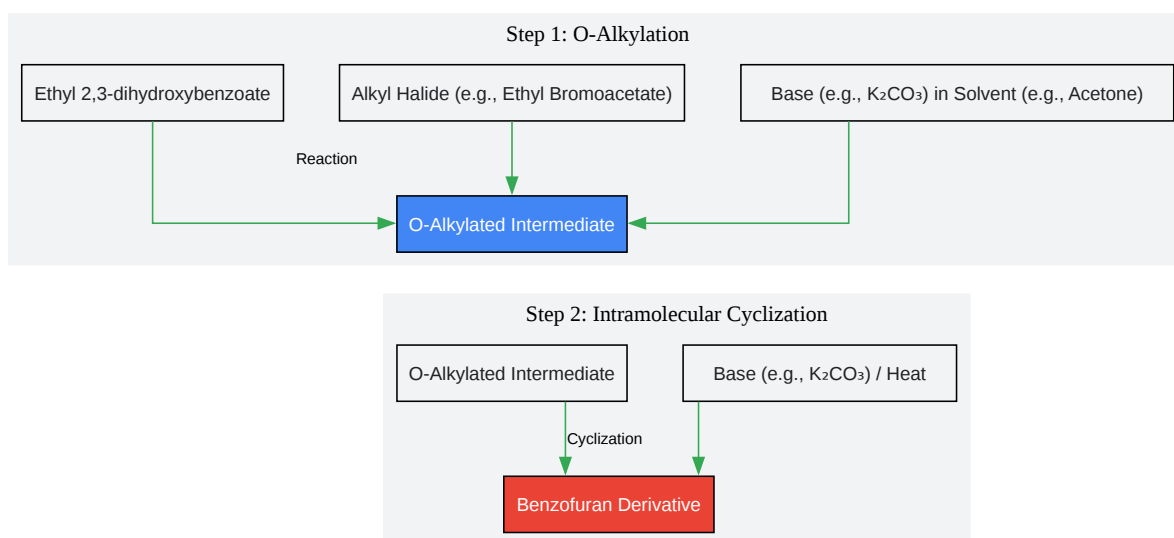 Step 1: O-Alkylation
Ethyl 2,3-dihydroxybenzoate
Alkyl Halide (e.g., Ethyl Bromoacetate)
Base (e.g., K₂CO₃) in Solvent (e.g., Acetone)
Reaction
O-Alkylated Intermediate
Step 2: Intramolecular Cyclization
O-Alkylated Intermediate
Base (e.g., K₂CO₃) / Heat
Cyclization
Benzofuran Derivative